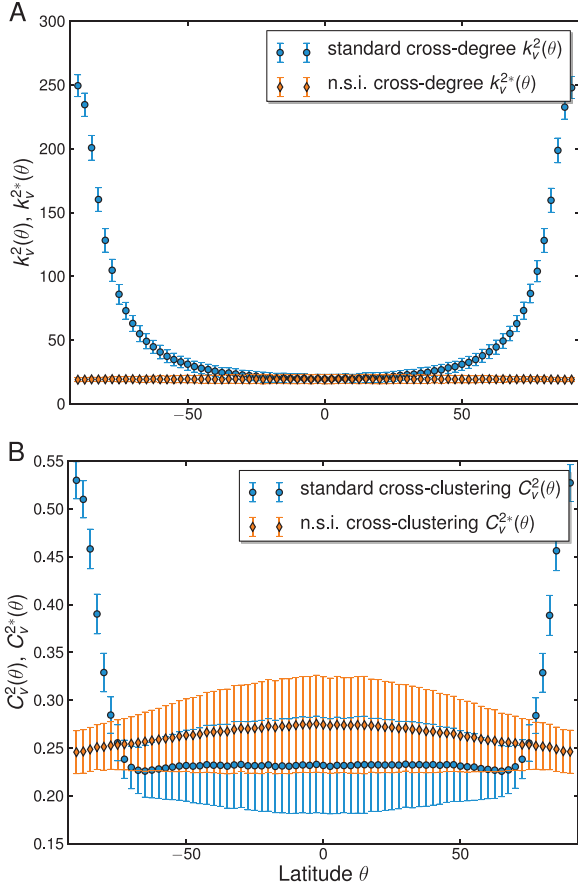 A
300
250
200
150
100
50
0
k_v^2(θ), k_v^{2*}(θ)
standard cross-degree k_v^2(θ)
n.s.i. cross-degree k_v^{2*}(θ)
−50
0
50
B
0.55
0.50
0.45
0.40
0.35
0.30
0.25
0.20
0.15
C_v^2(θ), C_v^{2*}(θ)
standard cross-clustering C_v^2(θ)
n.s.i. cross-clustering C_v^{2*}(θ)
−50
0
50
Latitude θ